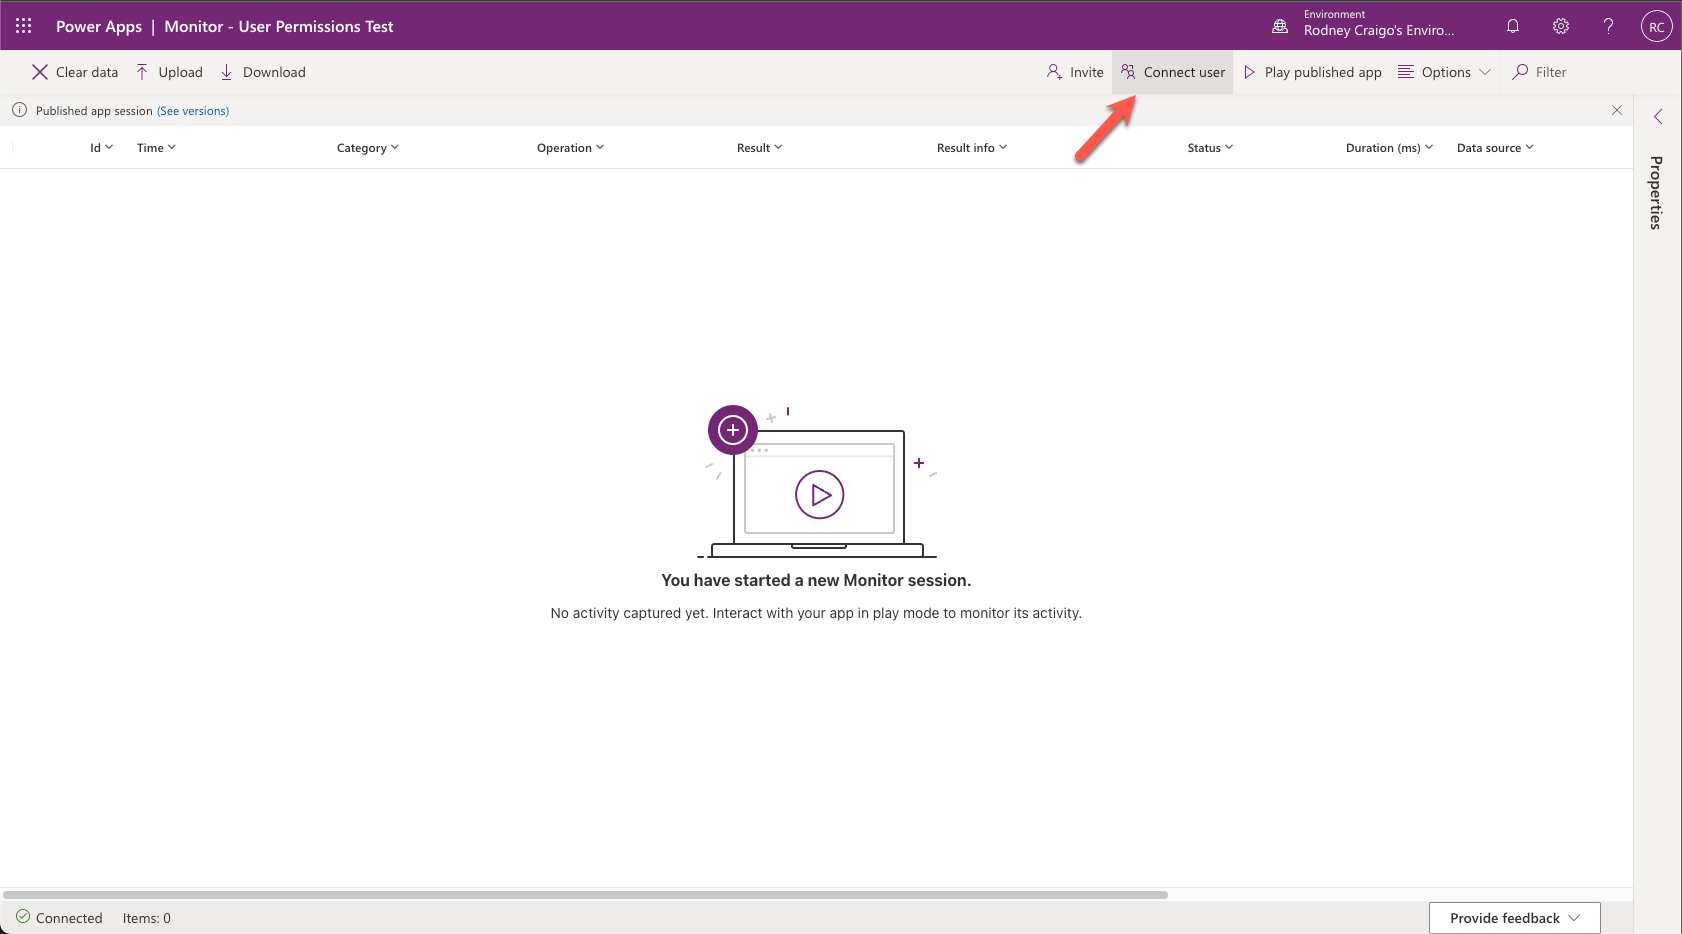 Power Apps | Monitor - User Permissions Test
Environment
Rodney Craigo's Enviro...
?
RC
Clear data
Upload
Download
Invite
Connect user
Play published app
Options
Filter
Published app session (See versions)
Id
Time
Category
Operation
Result
Result info
Status
Duration (ms)
Data source
Properties
You have started a new Monitor session.
No activity captured yet. Interact with your app in play mode to monitor its activity.
Connected
Items: 0
Provide feedback